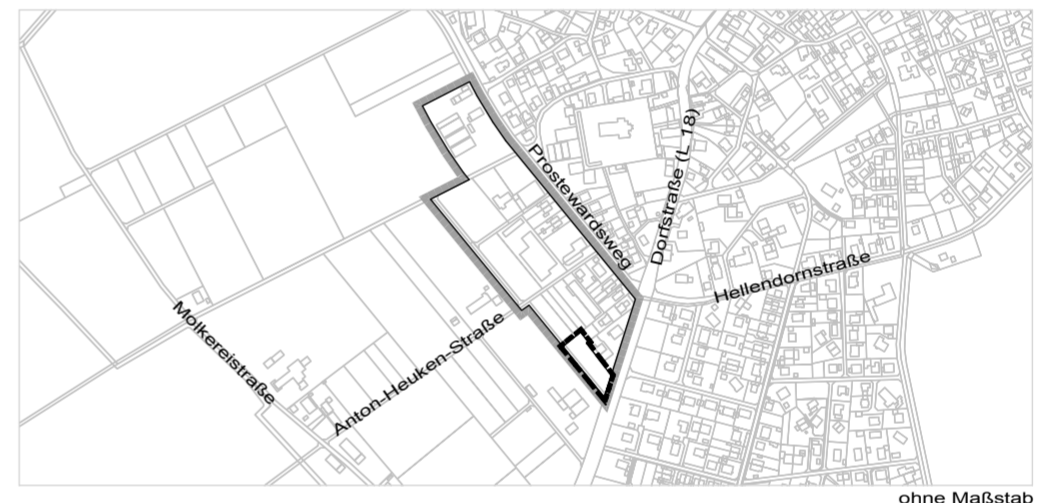 Prostewardsweg
Dorfstraße (L 18)
Hellendornstraße
Molkereistraße
Anton-Heuken-Straße
ohne Maßstab